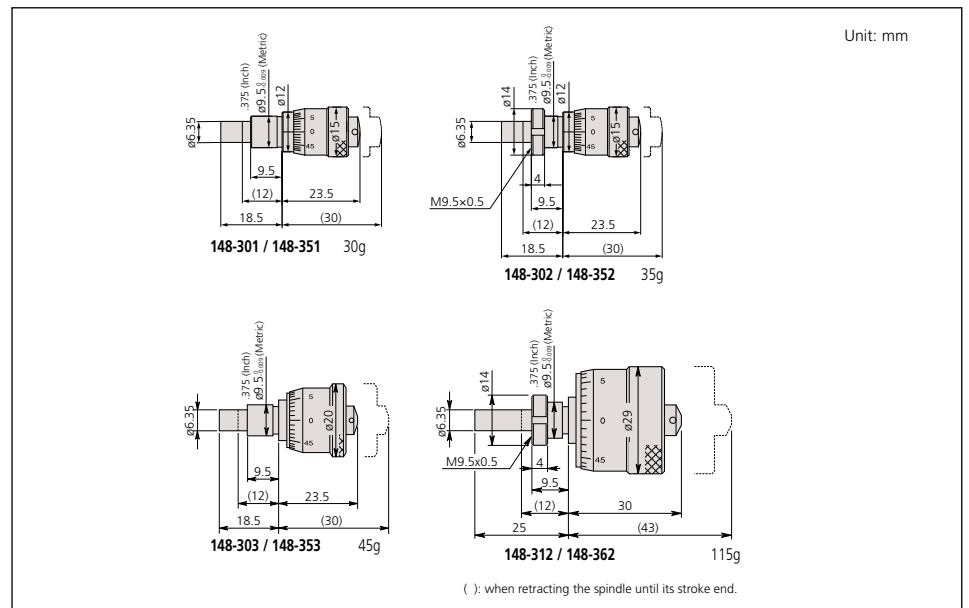 Unit: mm
.375 (Inch)
ø9.5 0 -0.009 (Metric)
ø12
ø6.35
5
0
45
ø15
9.5
(12)
23.5
18.5
(30)
148-301 / 148-351 30g
ø14
.375 (Inch)
ø9.5 0 -0.009 (Metric)
ø12
ø6.35
5
0
45
ø15
4
M9.5×0.5
9.5
(12)
23.5
18.5
(30)
148-302 / 148-352 35g
.375 (Inch)
ø9.5 0 -0.009 (Metric)
ø6.35
5
0
45
ø20
9.5
(12)
23.5
18.5
(30)
148-303 / 148-353 45g
.375 (Inch)
ø9.5 0 -0.009 (Metric)
ø14
ø6.35
5
0
45
ø29
M9.5×0.5
4
9.5
(12)
30
25
(43)
148-312 / 148-362 115g
( ): when retracting the spindle until its stroke end.